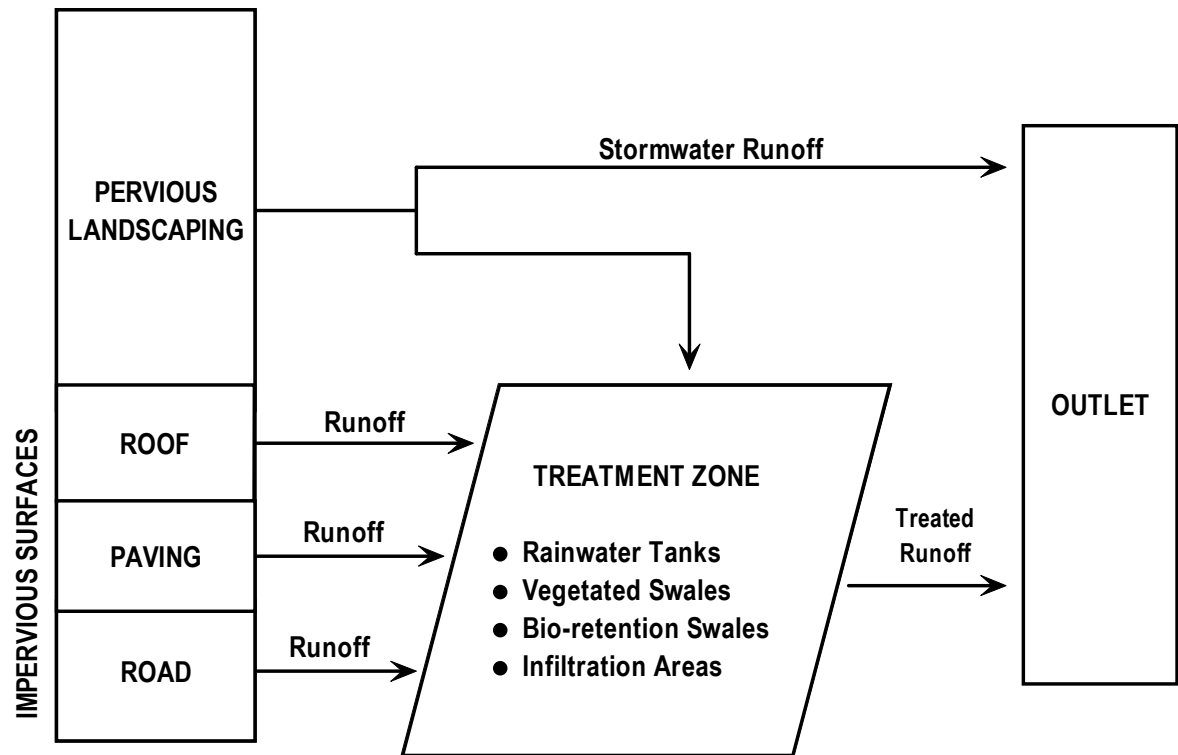 Stormwater Runoff
PERVIOUS
LANDSCAPING
OUTLET
IMPERVIOUS SURFACES
ROOF
Runoff
PAVING
Runoff
ROAD
Runoff
TREATMENT ZONE
● Rainwater Tanks
● Vegetated Swales
● Bio-retention Swales
● Infiltration Areas
Treated
Runoff